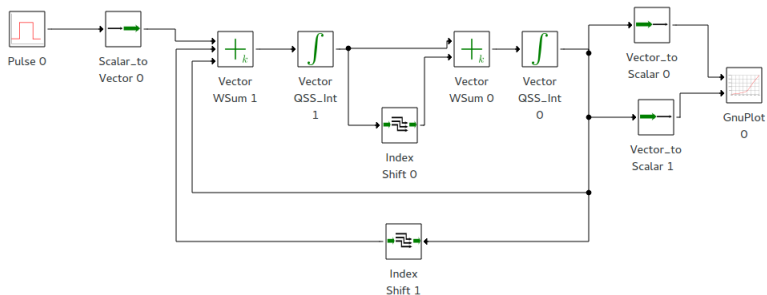 Pulse 0
Scalar_to
Vector 0
k
Vector
WSum 1
Vector
QSS_Int
1
Index
Shift 0
k
Vector
WSum 0
Vector
QSS_Int
0
Vector_to
Scalar 0
Vector_to
Scalar 1
GnuPlot
0
Index
Shift 1